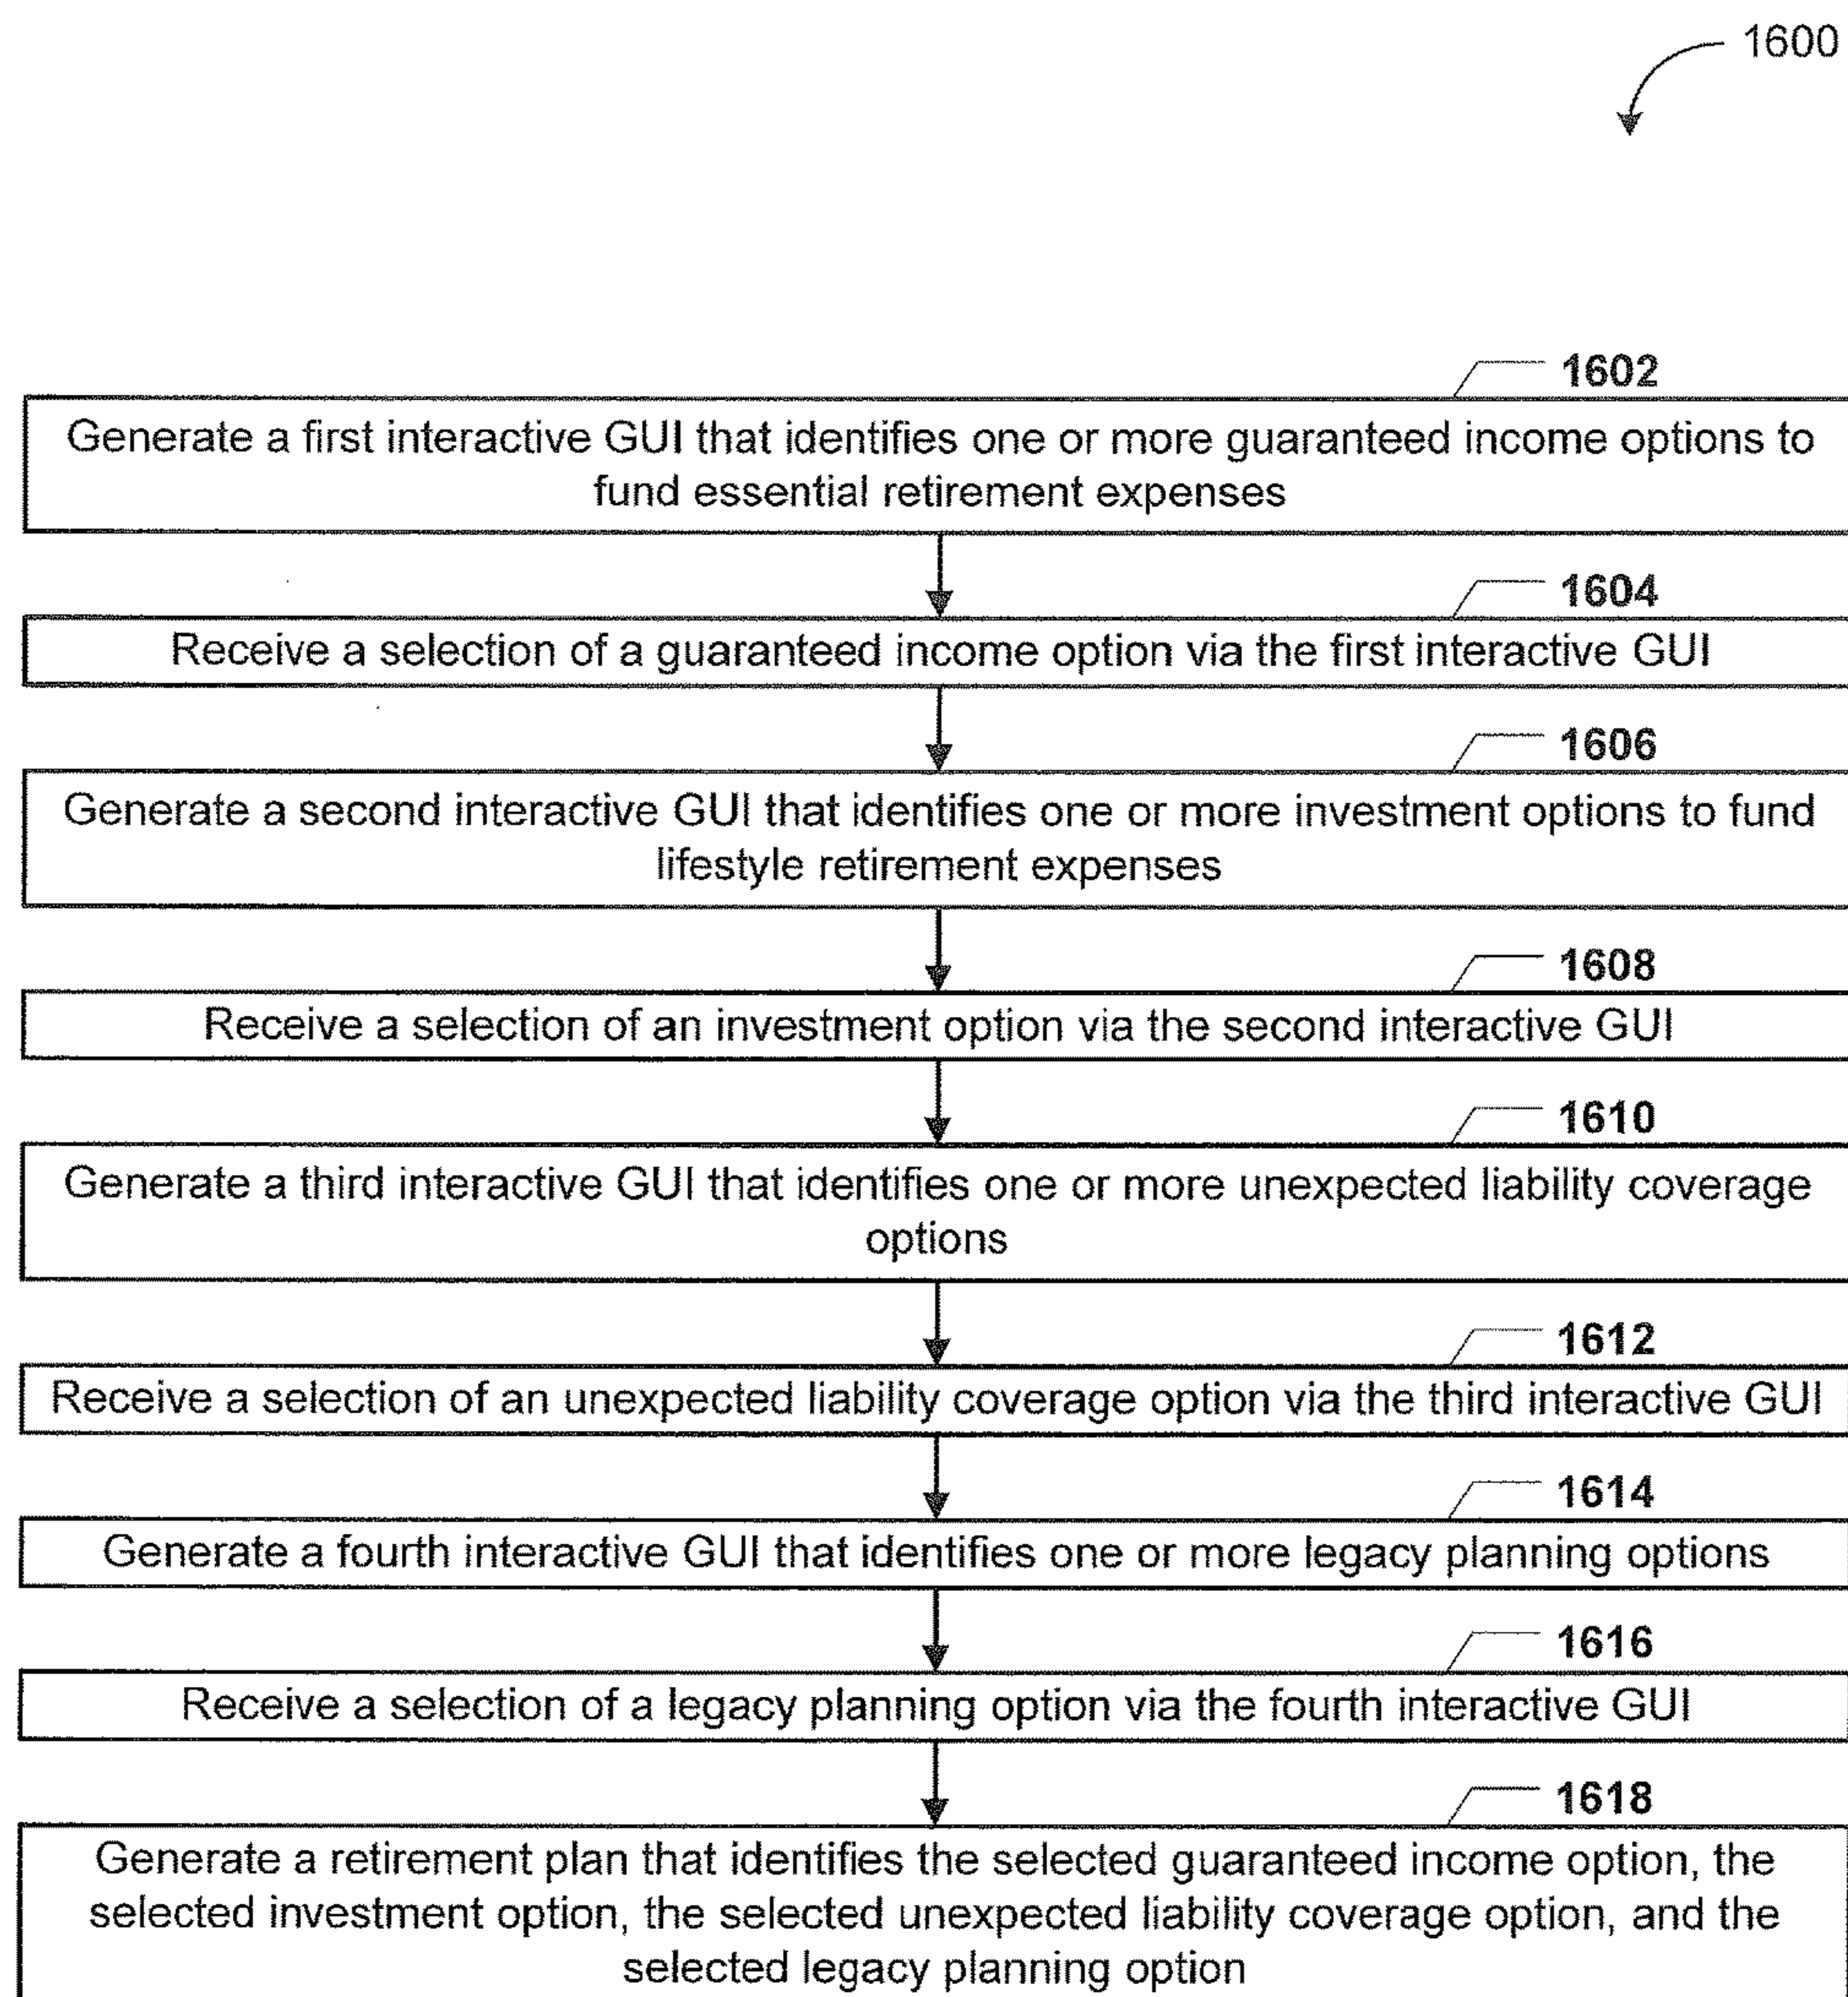 1600
1602
Generate a first interactive GUI that identifies one or more guaranteed income options to
fund essential retirement expenses
1604
Receive a selection of a guaranteed income option via the first interactive GUI
1606
Generate a second interactive GUI that identifies one or more investment options to fund
lifestyle retirement expenses
1608
Receive a selection of an investment option via the second interactive GUI
1610
Generate a third interactive GUI that identifies one or more unexpected liability coverage
options
1612
Receive a selection of an unexpected liability coverage option via the third interactive GUI
1614
Generate a fourth interactive GUI that identifies one or more legacy planning options
1616
Receive a selection of a legacy planning option via the fourth interactive GUI
1618
Generate a retirement plan that identifies the selected guaranteed income option, the
selected investment option, the selected unexpected liability coverage option, and the
selected legacy planning option